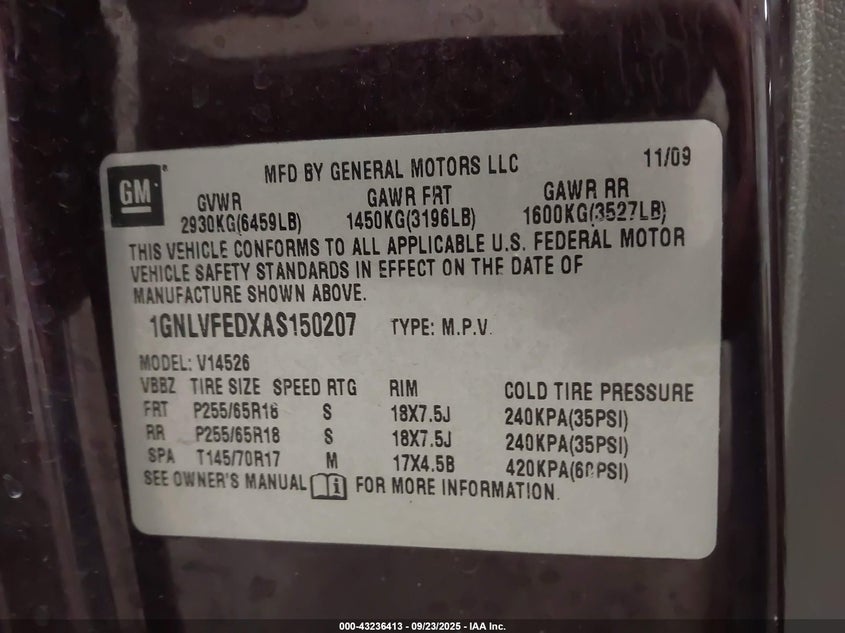 GM
MFD BY GENERAL MOTORS LLC 11/09
GVWR GAWR FRT GAWR RR
2930KG(6459LB) 1450KG(3196LB) 1600KG(3527LB)
THIS VEHICLE CONFORMS TO ALL APPLICABLE U.S. FEDERAL MOTOR
VEHICLE SAFETY STANDARDS IN EFFECT ON THE DATE OF
MANUFACTURE SHOWN ABOVE.
1GNLVFEDXAS150207 TYPE: M.P.V.
MODEL: V14526
VBBZ TIRE SIZE SPEED RTG RIM COLD TIRE PRESSURE
FRT P255/65R18 S 18X7.5J 240KPA(35PSI)
RR P255/65R18 S 18X7.5J 240KPA(35PSI)
SPA T145/70R17 M 17X4.5B 420KPA(60PSI)
SEE OWNER'S MANUAL i FOR MORE INFORMATION.
000-43236413 - 09/23/2025 - IAA Inc.